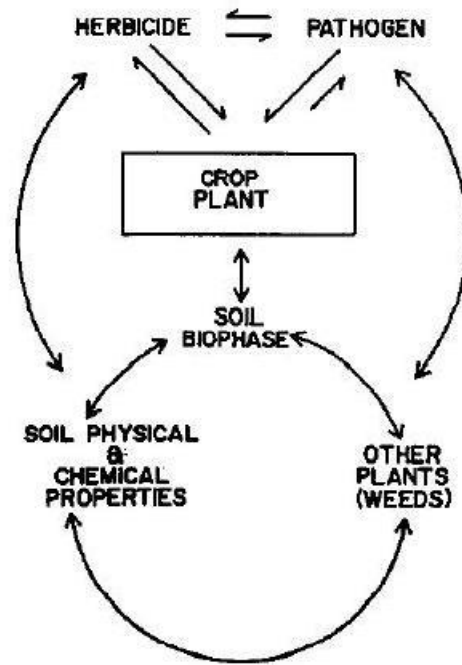 HERBICIDE
PATHOGEN
CROP
PLANT
SOIL
BIOPHASE
SOIL PHYSICAL
&
CHEMICAL
PROPERTIES
OTHER
PLANTS
(WEEDS)